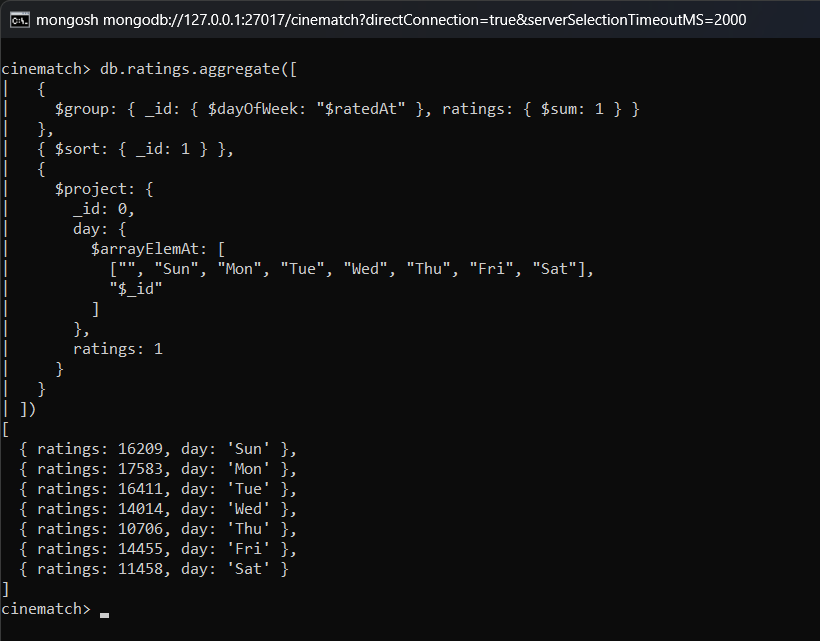 mongosh mongodb://127.0.0.1:27017/cinematch?directConnection=true&serverSelectionTimeoutMS=2000
cinematch> db.ratings.aggregate([
|   {
|     $group: { _id: { $dayOfWeek: "$ratedAt" }, ratings: { $sum: 1 } }
|   },
|   { $sort: { _id: 1 } },
|   {
|     $project: {
|       _id: 0,
|       day: {
|         $arrayElemAt: [
|           ["", "Sun", "Mon", "Tue", "Wed", "Thu", "Fri", "Sat"],
|           "$_id"
|         ]
|       },
|       ratings: 1
|     }
|   }
| ])
[
  { ratings: 16209, day: 'Sun' },
  { ratings: 17583, day: 'Mon' },
  { ratings: 16411, day: 'Tue' },
  { ratings: 14014, day: 'Wed' },
  { ratings: 10706, day: 'Thu' },
  { ratings: 14455, day: 'Fri' },
  { ratings: 11458, day: 'Sat' }
]
cinematch>